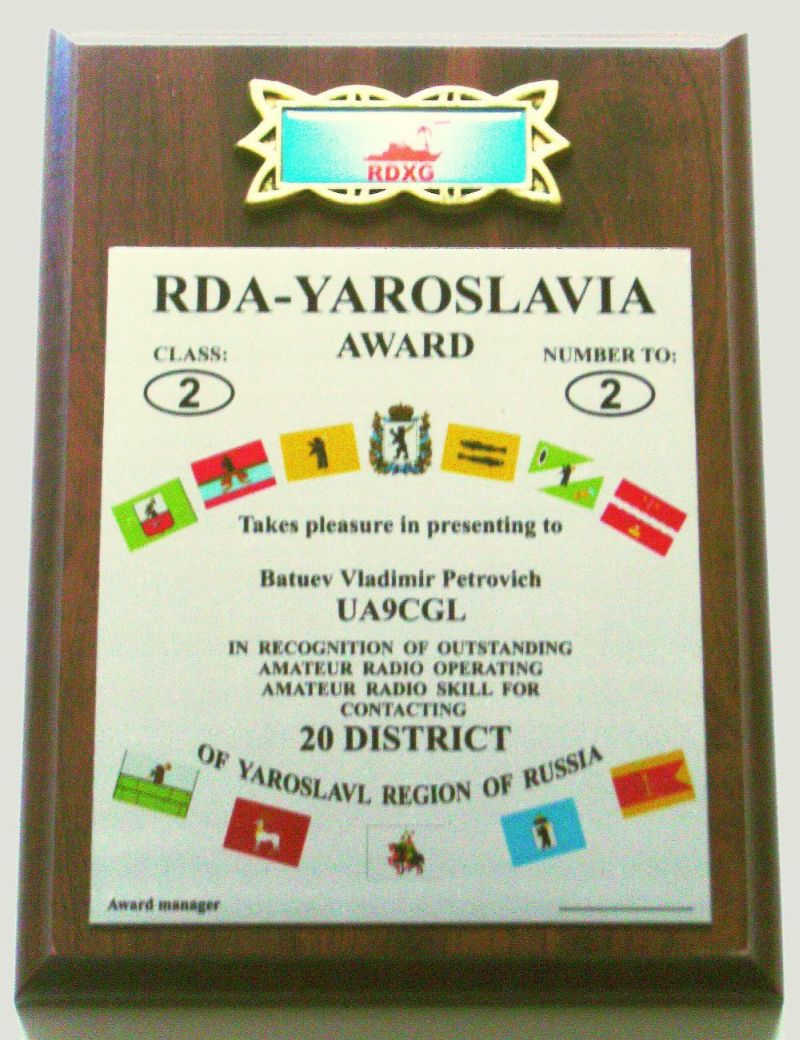 RDXG
RDA-YAROSLAVIA
AWARD
CLASS:
2
NUMBER TO:
2
Takes pleasure in presenting to
Batuev Vladimir Petrovich
UA9CGL
IN RECOGNITION OF OUTSTANDING
AMATEUR RADIO OPERATING
AMATEUR RADIO SKILL FOR
CONTACTING
20 DISTRICT
OF YAROSLAVL REGION OF RUSSIA
Award manager